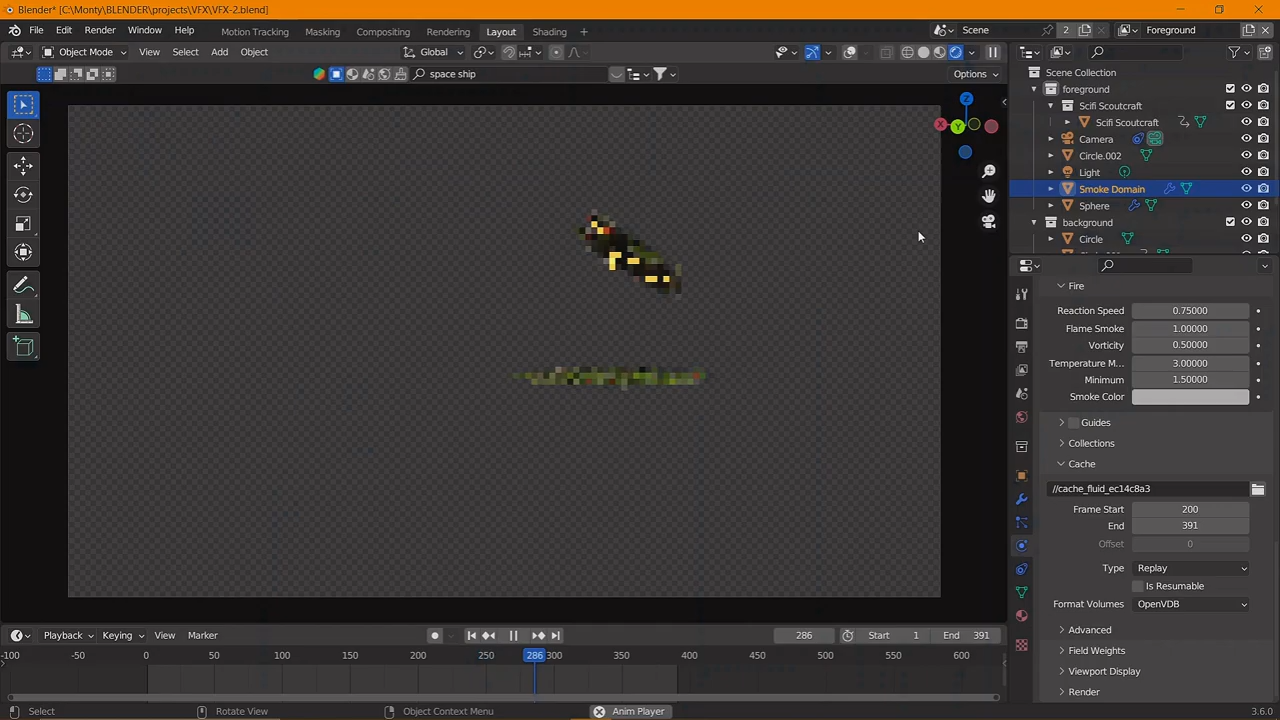 Blender* [C:\Monty\BLENDER\projects\VFX\VFX-2.blend]
File Edit Render Window Help Motion Tracking Masking Compositing Rendering Layout Shading + Scene 2 Foreground
Object Mode View Select Add Object Global
space ship Options
Z X Y
Scene Collection
foreground
Scifi Scoutcraft
Scifi Scoutcraft
Camera
Circle.002
Light
Smoke Domain
Sphere
background
Circle
Fire
Reaction Speed 0.75000
Flame Smoke 1.00000
Vorticity 0.50000
Temperature M... 3.00000
Minimum 1.50000
Smoke Color
Guides
Collections
Cache
//cache_fluid_ec14c8a3
Frame Start 200
End 391
Offset 0
Type Replay
Is Resumable
Format Volumes OpenVDB
Advanced
Field Weights
Viewport Display
Render
Playback Keying View Marker 286 Start 1 End 391
-100 -50 0 50 100 150 200 250 286 300 350 400 450 500 550 600
Select Rotate View Object Context Menu Anim Player 3.6.0